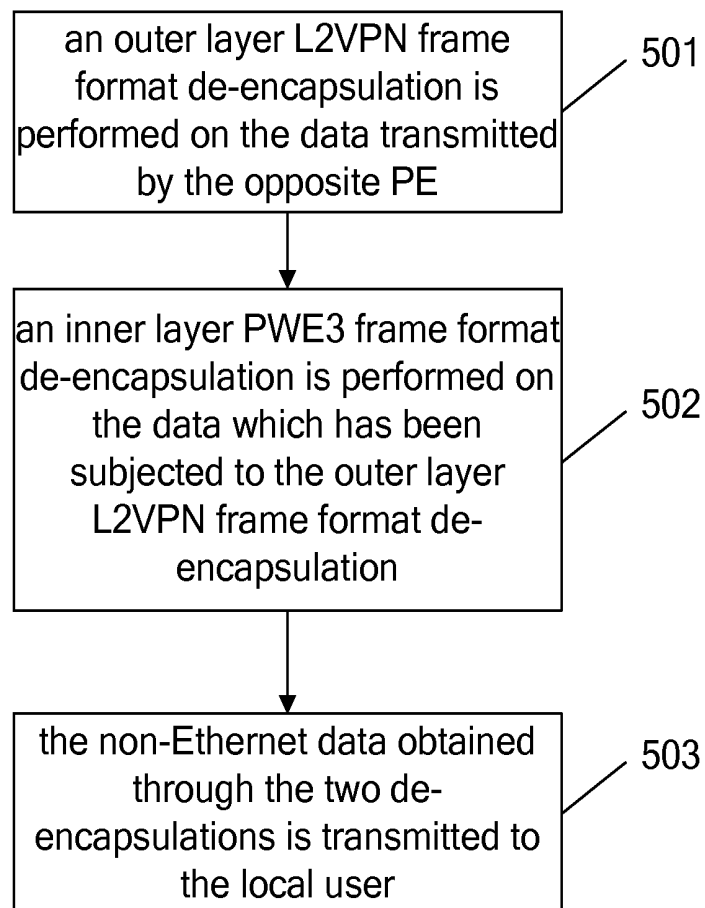 an outer layer L2VPN frame
format de-encapsulation is
performed on the data transmitted
by the opposite PE
501
an inner layer PWE3 frame format
de-encapsulation is performed on
the data which has been
subjected to the outer layer
L2VPN frame format de-
encapsulation
502
the non-Ethernet data obtained
through the two de-
encapsulations is transmitted to
the local user
503